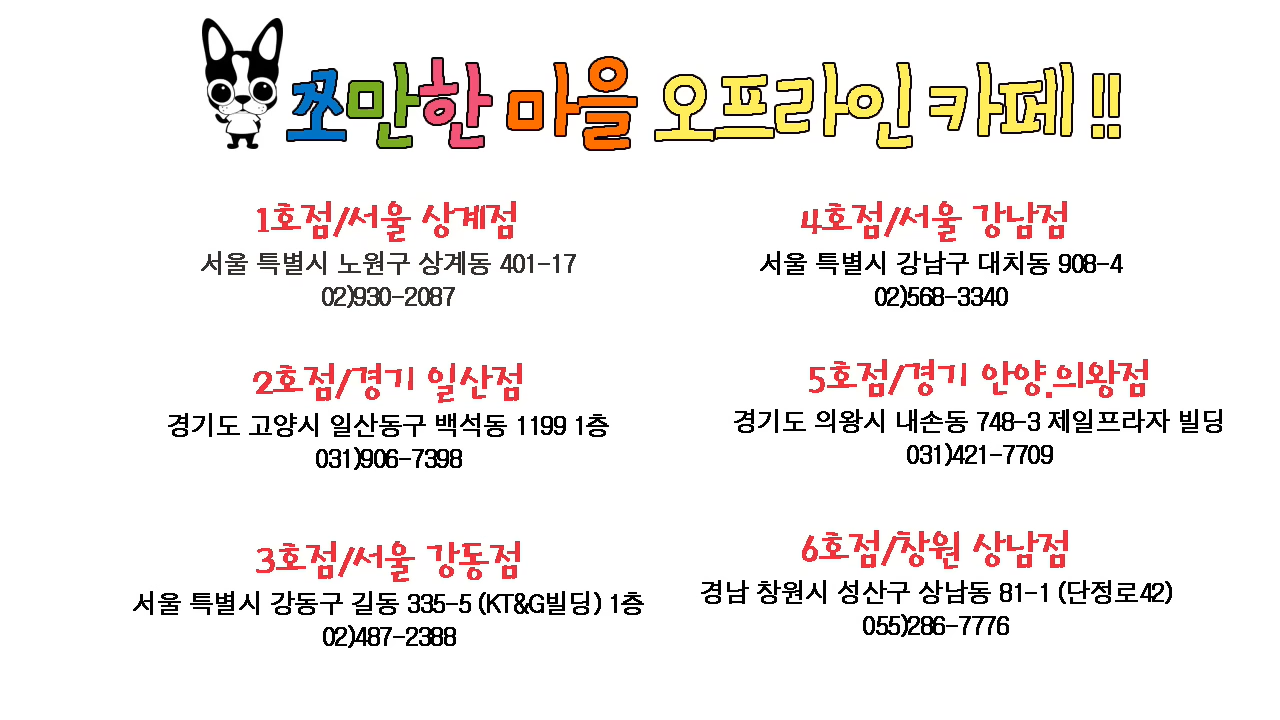 쪼만한 마을 오프라인 카페 !!
1호점/서울 상계점
서울 특별시 노원구 상계동 401-17
02)930-2087
2호점/경기 일산점
경기도 고양시 일산동구 백석동 1199 1층
031)906-7398
3호점/서울 강동점
서울 특별시 강동구 길동 335-5 (KT&G빌딩) 1층
02)487-2388
4호점/서울 강남점
서울 특별시 강남구 대치동 908-4
02)568-3340
5호점/경기 안양.의왕점
경기도 의왕시 내손동 748-3 제일프라자 빌딩
031)421-7709
6호점/창원 상남점
경남 창원시 성산구 상남동 81-1 (단정로42)
055)286-7776